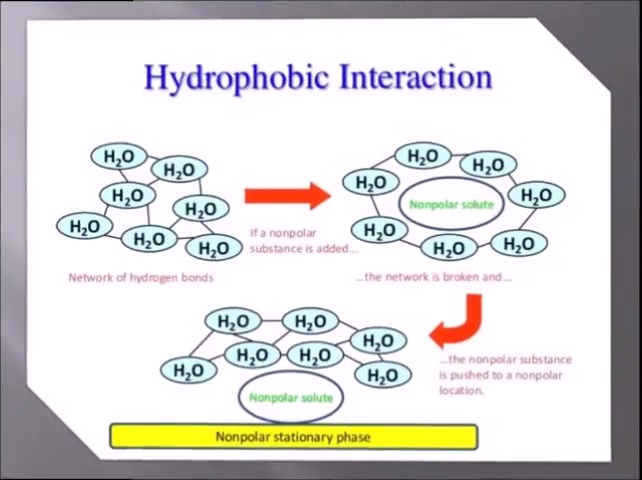 Hydrophobic Interaction
H₂O
H₂O
H₂O
H₂O
H₂O
H₂O
H₂O
Network of hydrogen bonds
If a nonpolar
substance is added...
H₂O
H₂O
H₂O
H₂O
H₂O
H₂O
H₂O
Nonpolar solute
...the network is broken and...
H₂O
H₂O
H₂O
H₂O
H₂O
H₂O
H₂O
Nonpolar solute
...the nonpolar substance
is pushed to a nonpolar
location.
Nonpolar stationary phase